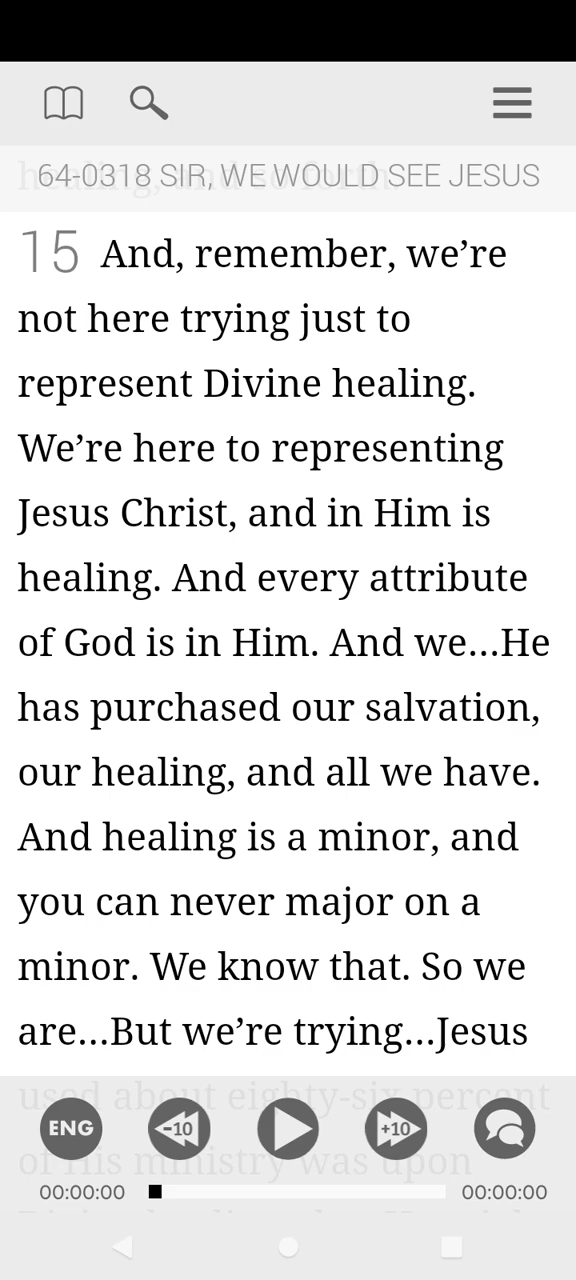 healing, and so forth.
64-0318 SIR, WE WOULD SEE JESUS
15 And, remember, we’re
not here trying just to
represent Divine healing.
We’re here to representing
Jesus Christ, and in Him is
healing. And every attribute
of God is in Him. And we…He
has purchased our salvation,
our healing, and all we have.
And healing is a minor, and
you can never major on a
minor. We know that. So we
are…But we’re trying…Jesus
used about eighty-six percent
ENG -10 +10
of His ministry was upon
00:00:00 00:00:00